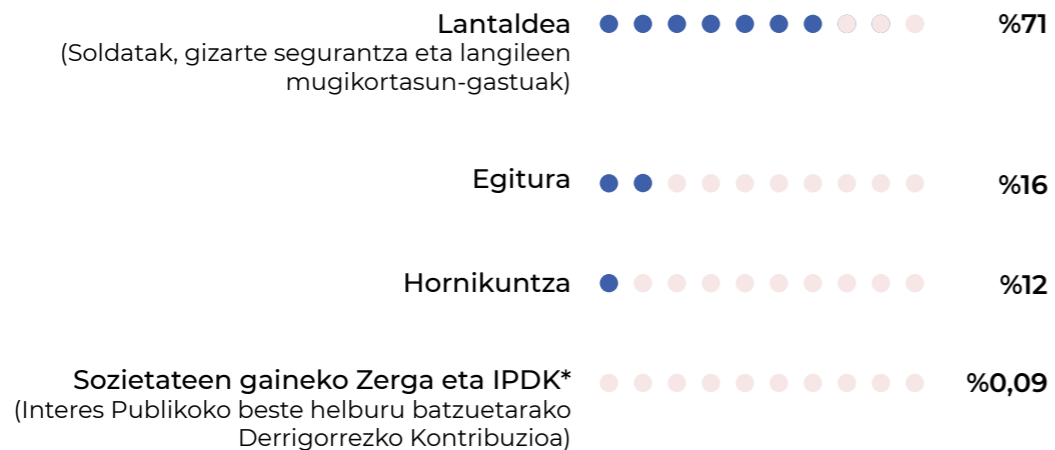 Lantaldea %71
(Soldatak, gizarte segurantza eta langileen
mugikortasun-gastuak)
Egitura %16
Hornikuntza %12
Sozietateen gaineko Zerga eta IPDK* %0,09
(Interes Publikoko beste helburu batzuetarako
Derrigorrezko Kontribuzioa)